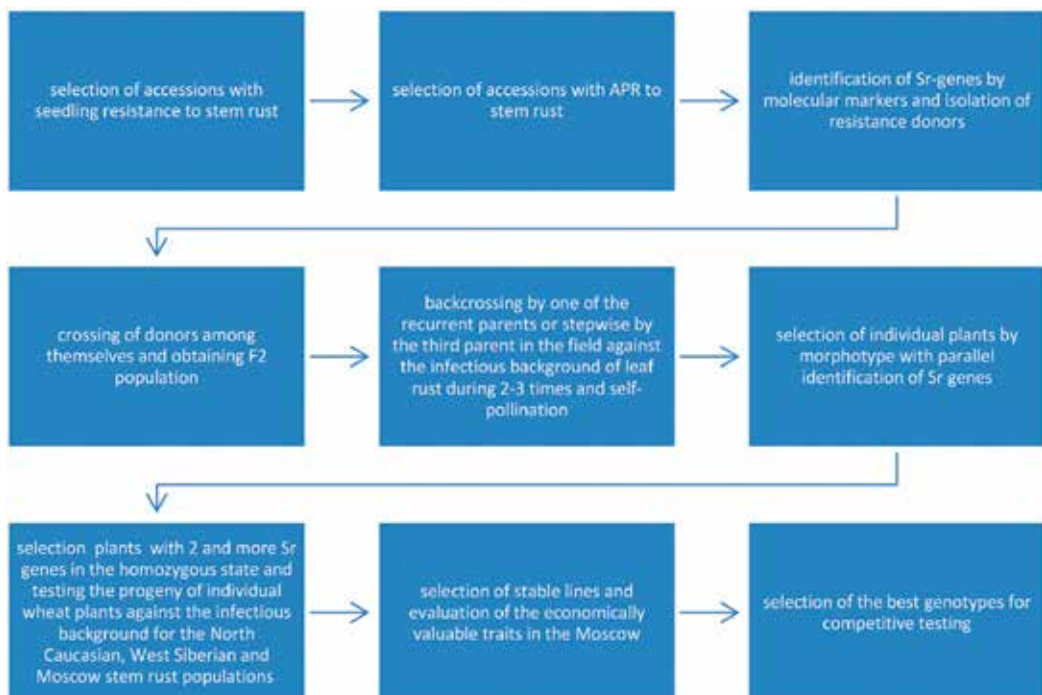 selection of accessions with
seedling resistance to stem rust
selection of accessions with APR to
stem rust
identification of Sr-genes by
molecular markers and isolation of
resistance donors
crossing of donors among
themselves and obtaining F2
population
backcrossing by one of the
recurrent parents or stepwise by
the third parent in the field against
the infectious background of leaf
rust during 2-3 times and self-
pollination
selection of individual plants by
morphotype with parallel
identification of Sr genes
selection plants with 2 and more Sr
genes in the homozygous state and
testing the progeny of individual
wheat plants against the infectious
background for the North
Caucasian, West Siberian and
Moscow stem rust populations
selection of stable lines and
evaluation of the economically
valuable traits in the Moscow
selection of the best genotypes for
competitive testing